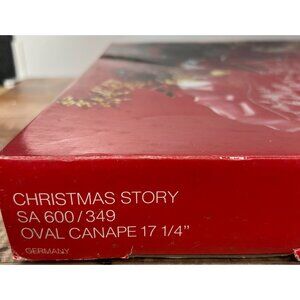 CHRISTMAS STORY
SA 600/349
OVAL CANAPE 17 1/4”
GERMANY